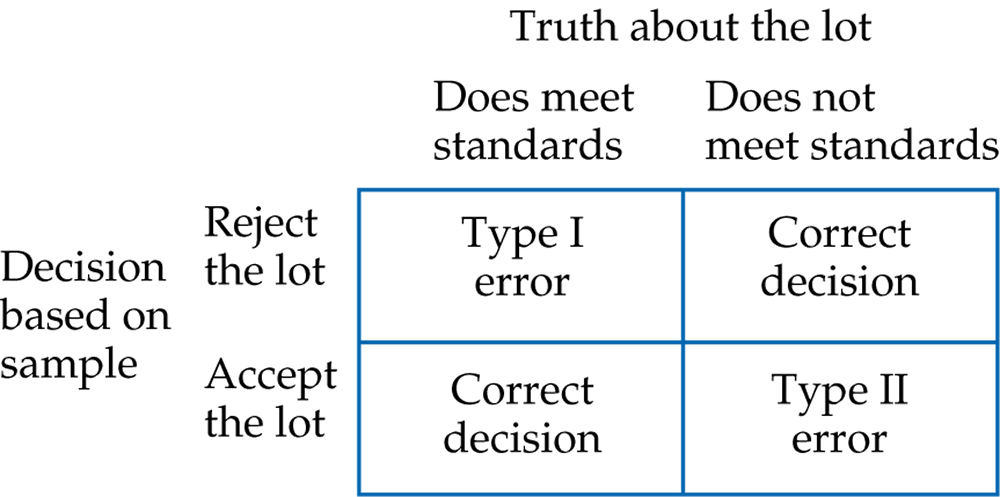 Truth about the lot
Does meet
standards
Does not
meet standards
Decision
based on
sample
Reject
the lot
Type I
error
Correct
decision
Accept
the lot
Correct
decision
Type II
error